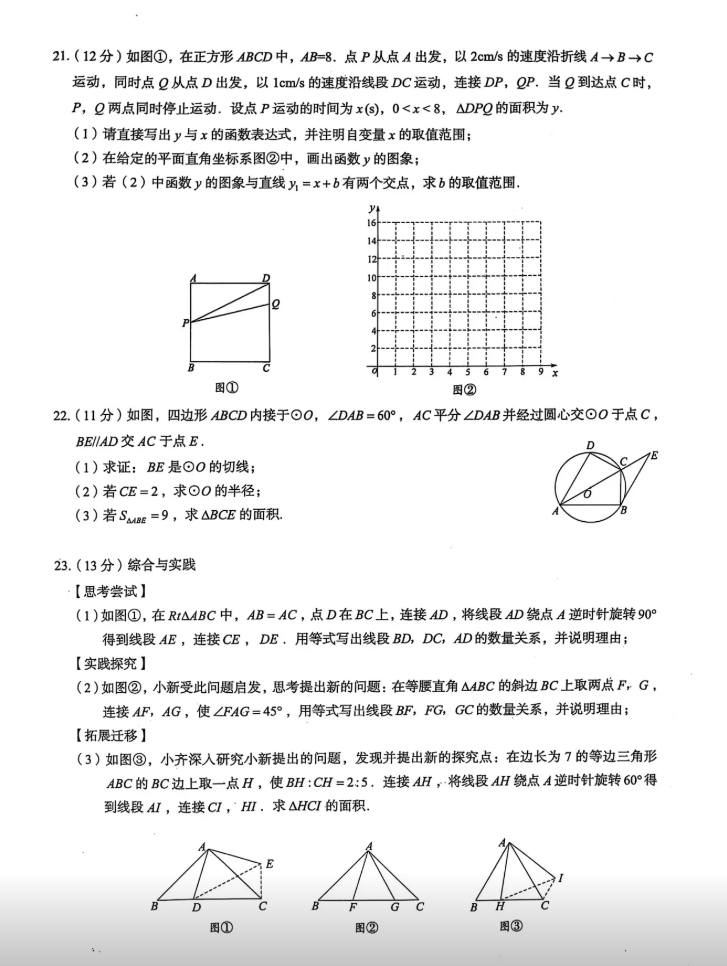 21.(12分)如图①，在正方形ABCD中，AB=8．点P从点A出发，以2cm/s的速度沿折线A→B→C
运动，同时点Q从点D出发，以1cm/s的速度沿线段DC运动，连接DP，QP．当Q到达点C时，
P，Q两点同时停止运动．设点P运动的时间为x(s)，0<x<8，△DPQ的面积为y．
(1)请直接写出y与x的函数表达式，并注明自变量x的取值范围；
(2)在给定的平面直角坐标系图②中，画出函数y的图象；
(3)若(2)中函数y的图象与直线y₁=x+b有两个交点，求b的取值范围．
y
16
14
12
10
8
6
4
2
O 1 2 3 4 5 6 7 8 9 x
A D
Q
P
B C
图① 图②
22.(11分)如图，四边形ABCD内接于⊙O，∠DAB=60°，AC平分∠DAB并经过圆心交⊙O于点C，
BE//AD交AC于点E．
(1)求证：BE是⊙O的切线；
(2)若CE=2，求⊙O的半径；
(3)若S△ABE=9，求△BCE的面积.
D
C E
O
A B
23.(13分)综合与实践
【思考尝试】
(1)如图①，在Rt△ABC中，AB=AC，点D在BC上，连接AD，将线段AD绕点A逆时针旋转90°
得到线段AE，连接CE，DE．用等式写出线段BD，DC，AD的数量关系，并说明理由；
【实践探究】
(2)如图②，小新受此问题启发，思考提出新的问题：在等腰直角△ABC的斜边BC上取两点F，G，
连接AF，AG，使∠FAG=45°，用等式写出线段BF，FG，GC的数量关系，并说明理由；
【拓展迁移】
(3)如图③，小齐深入研究小新提出的问题，发现并提出新的探究点：在边长为7的等边三角形
ABC的BC边上取一点H，使BH:CH=2:5．连接AH，将线段AH绕点A逆时针旋转60°得
到线段AI，连接CI，HI．求△HCI的面积．
A A A
E
I
B D C B F G C B H C
图① 图② 图③